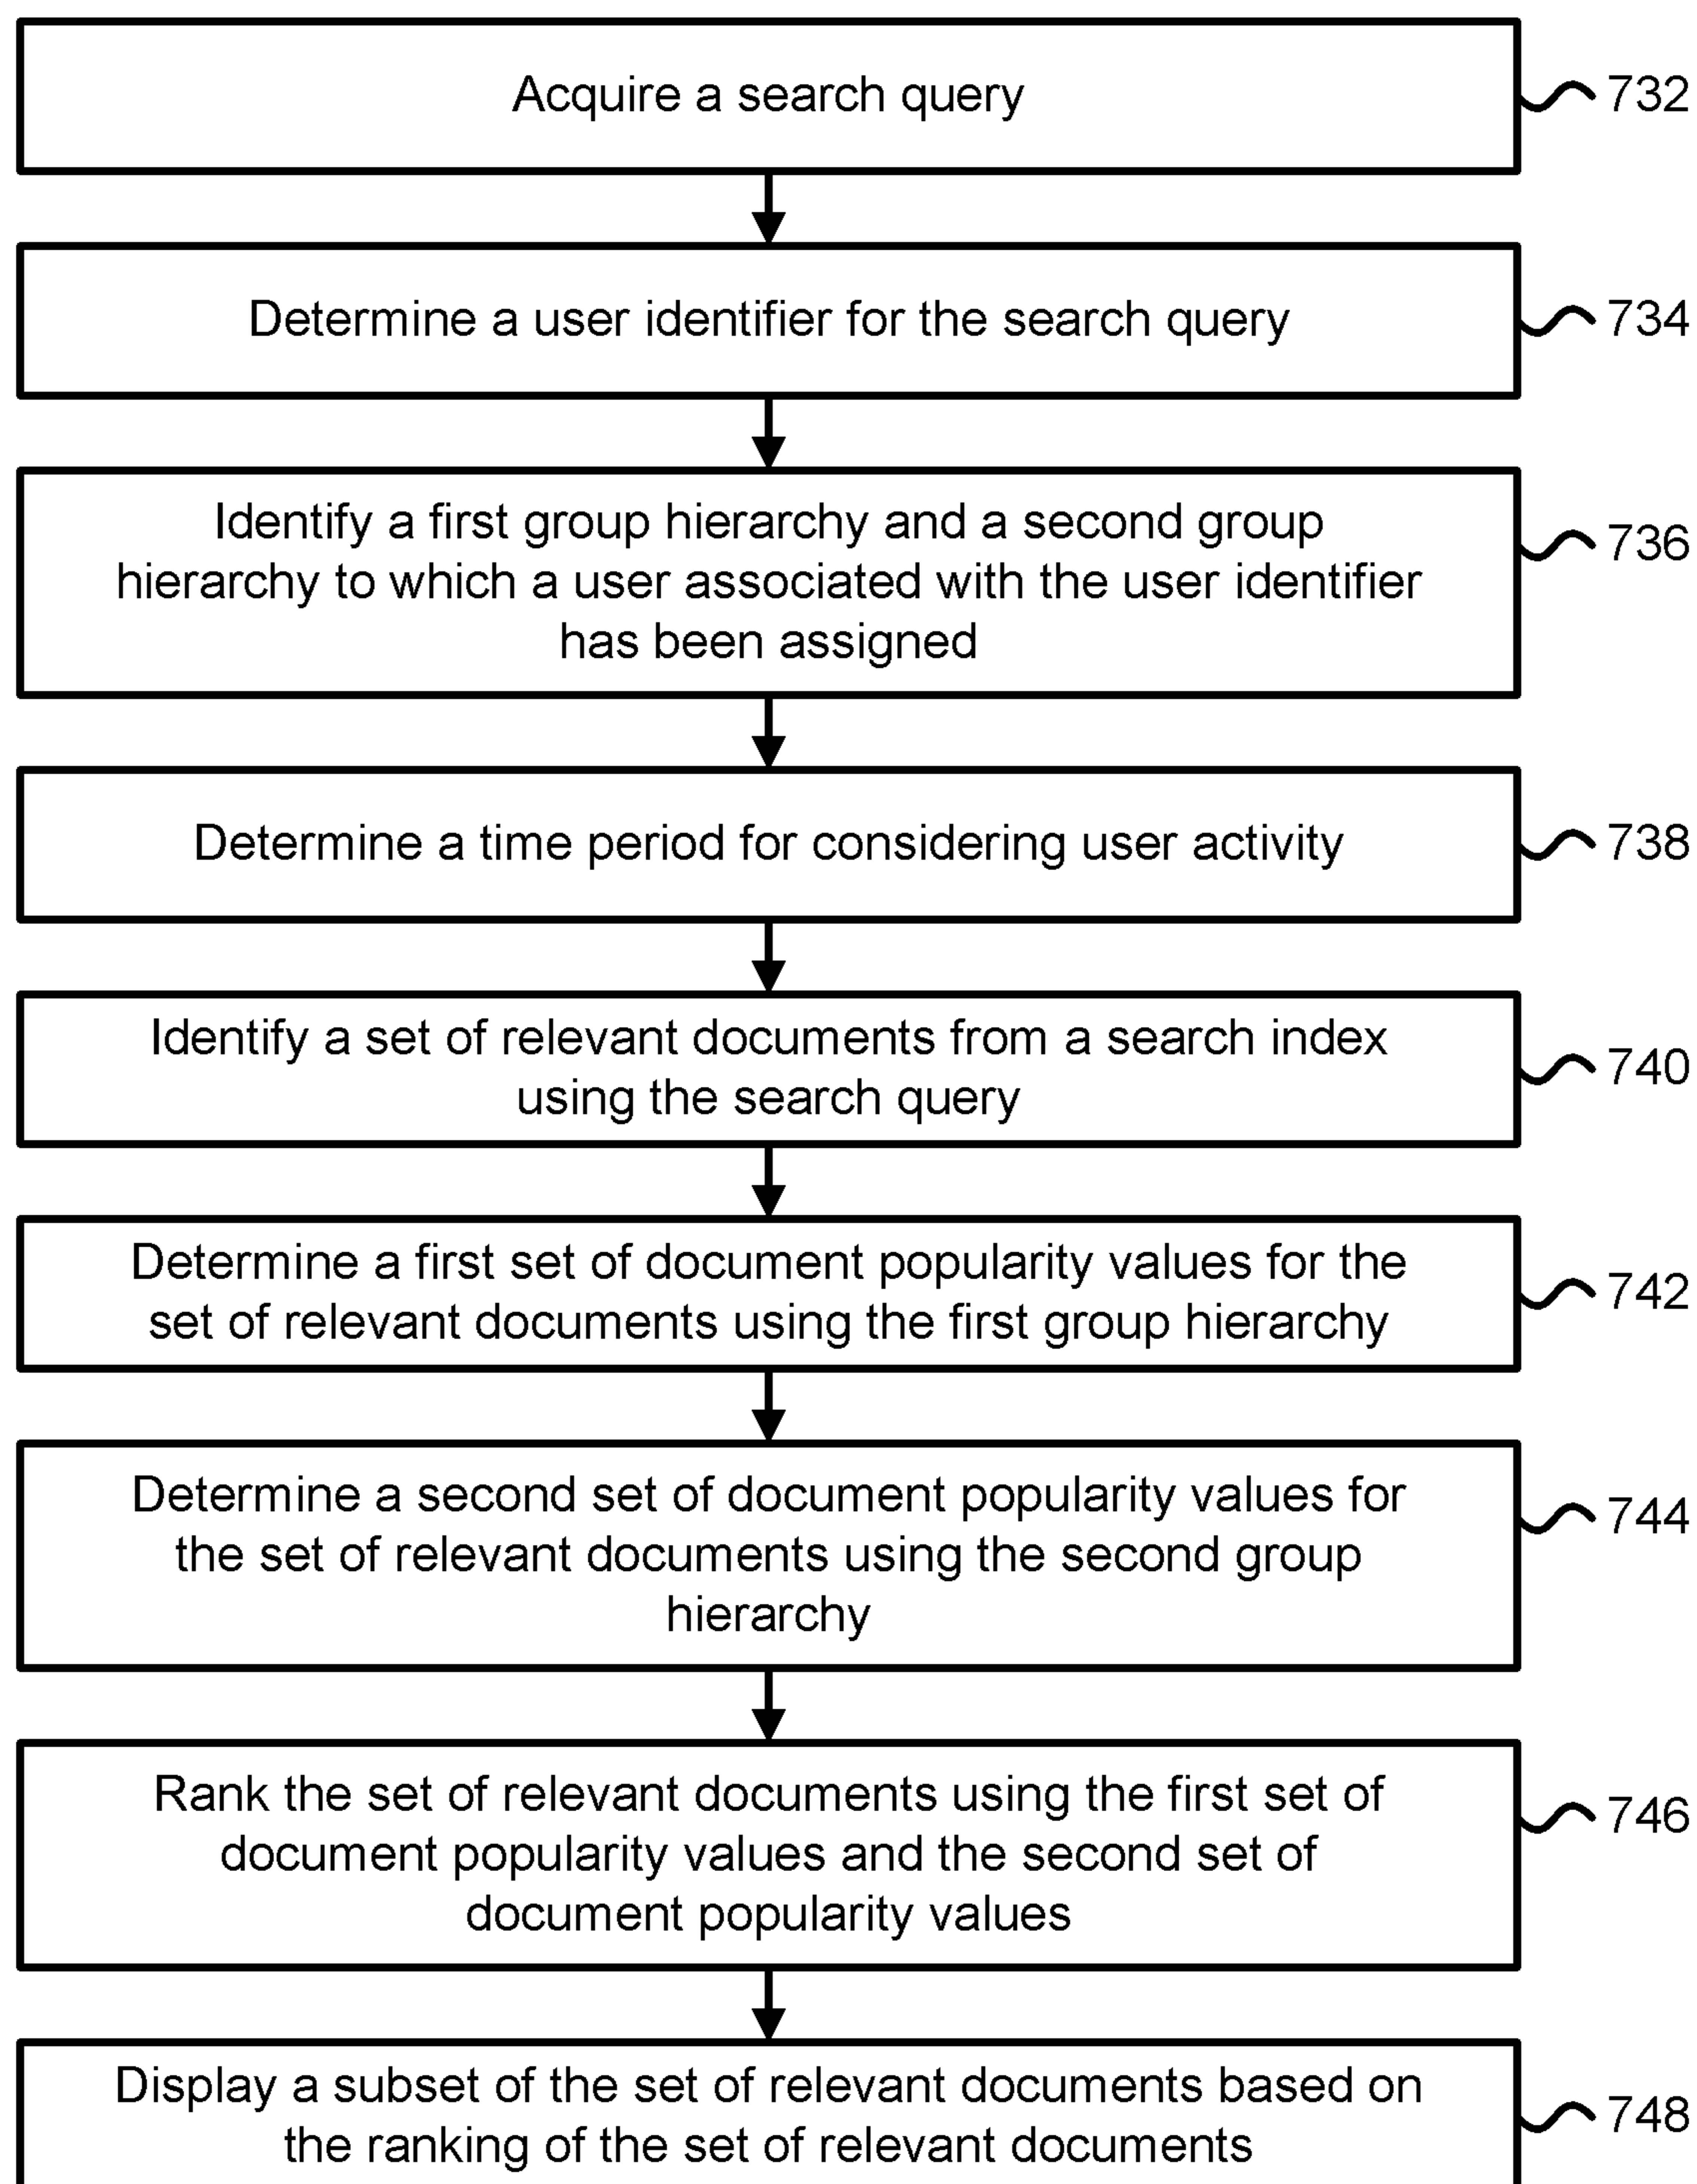 Acquire a search query
732
Determine a user identifier for the search query
734
Identify a first group hierarchy and a second group
hierarchy to which a user associated with the user identifier
has been assigned
736
Determine a time period for considering user activity
738
Identify a set of relevant documents from a search index
using the search query
740
Determine a first set of document popularity values for the
set of relevant documents using the first group hierarchy
742
Determine a second set of document popularity values for
the set of relevant documents using the second group
hierarchy
744
Rank the set of relevant documents using the first set of
document popularity values and the second set of
document popularity values
746
Display a subset of the set of relevant documents based on
the ranking of the set of relevant documents
748